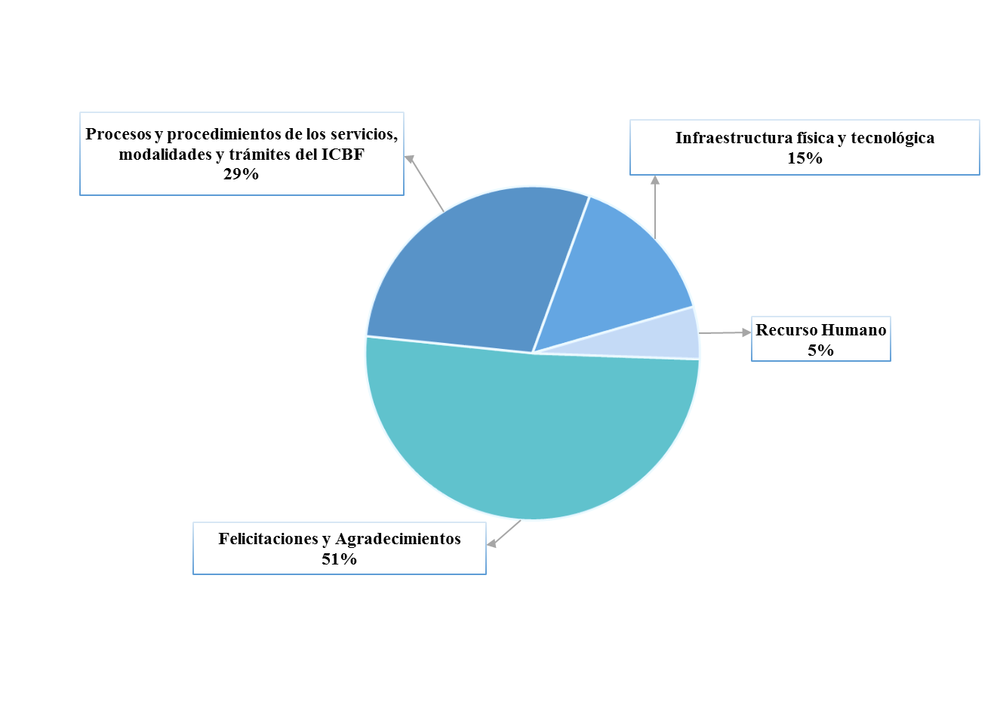 Procesos y procedimientos de los servicios,
modalidades y trámites del ICBF
29%
Infraestructura física y tecnológica
15%
Recurso Humano
5%
Felicitaciones y Agradecimientos
51%